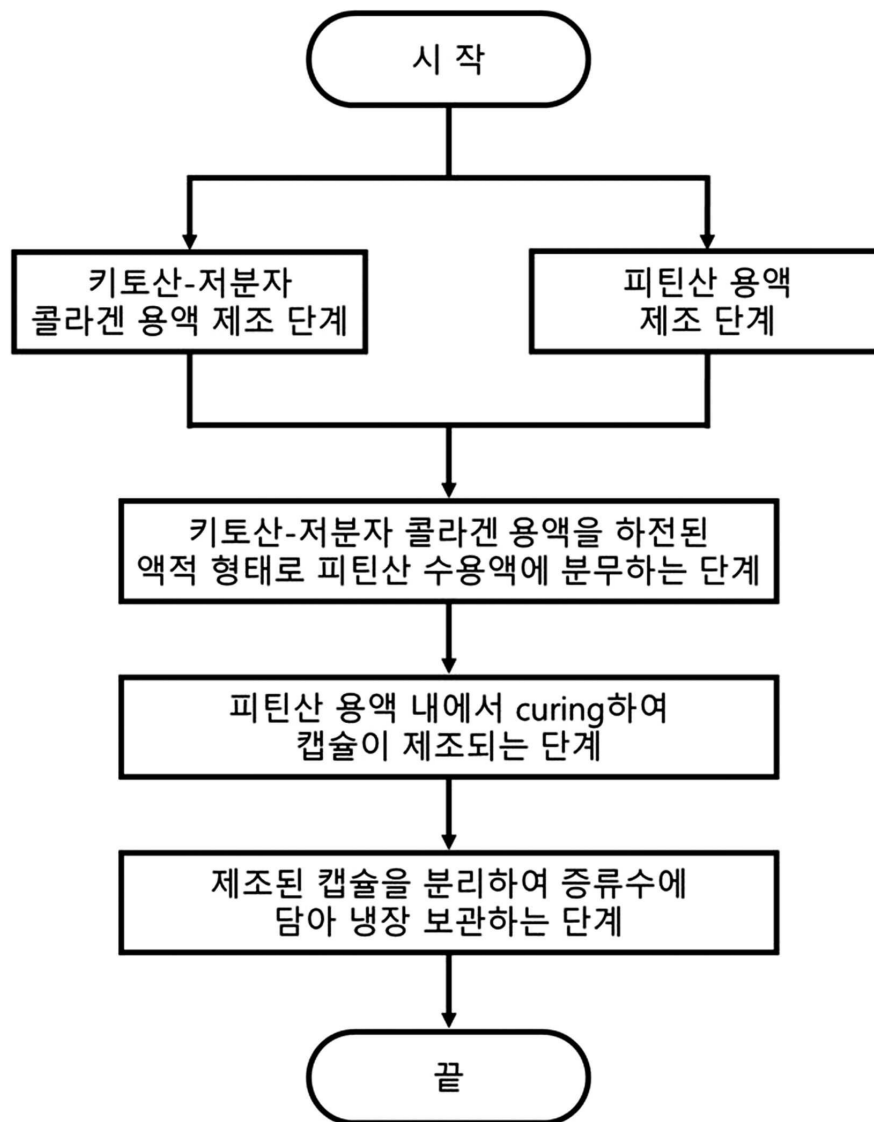 시 작
키토산-저분자
콜라겐 용액 제조 단계
피틴산 용액
제조 단계
키토산-저분자 콜라겐 용액을 하전된
액적 형태로 피틴산 수용액에 분무하는 단계
피틴산 용액 내에서 curing하여
캡슐이 제조되는 단계
제조된 캡슐을 분리하여 증류수에
담아 냉장 보관하는 단계
끝